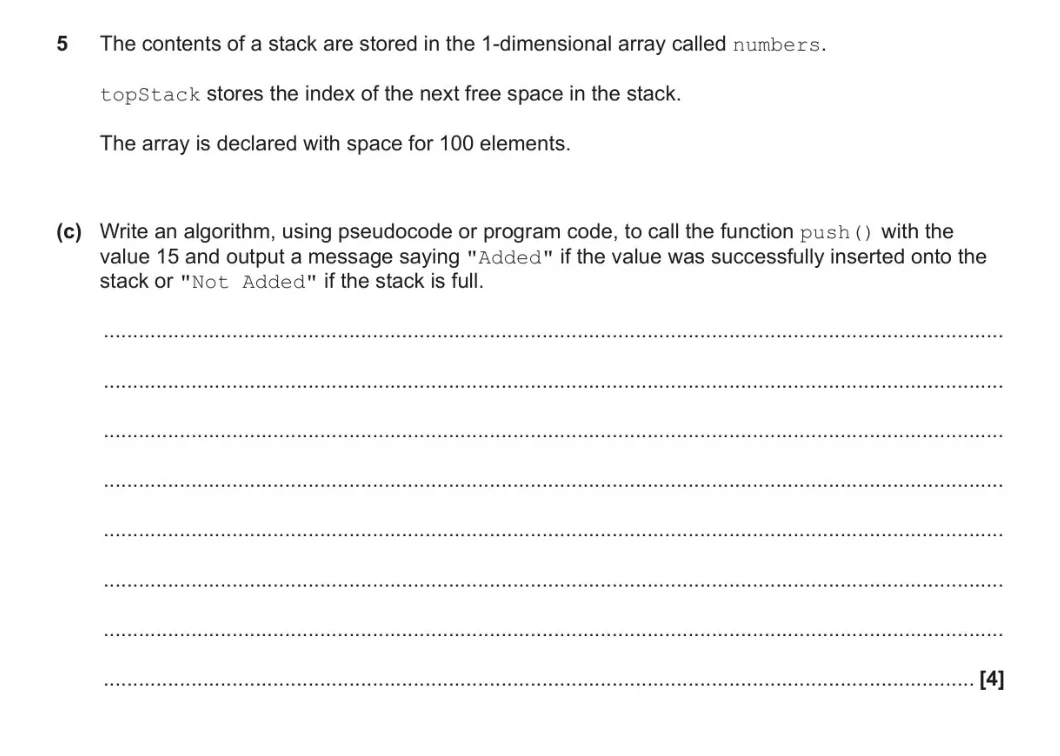 5 The contents of a stack are stored in the 1-dimensional array called numbers.
topStack stores the index of the next free space in the stack.
The array is declared with space for 100 elements.
(c) Write an algorithm, using pseudocode or program code, to call the function push() with the
value 15 and output a message saying "Added" if the value was successfully inserted onto the
stack or "Not Added" if the stack is full.
[4]